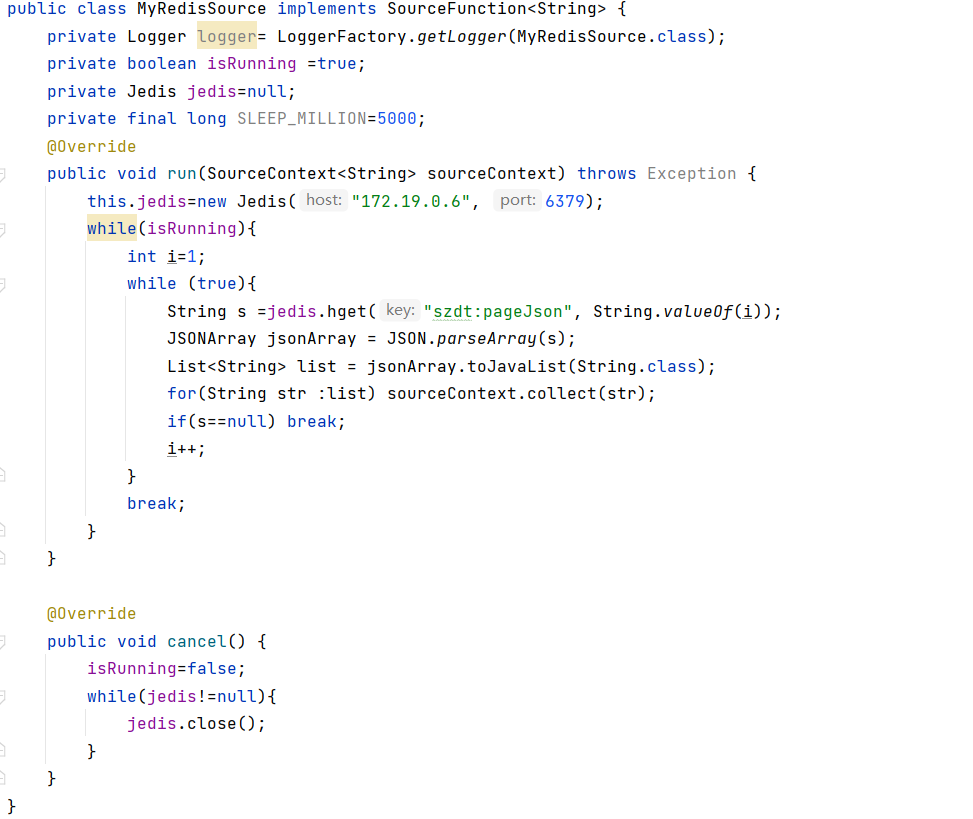 public class MyRedisSource implements SourceFunction<String> {
    private Logger logger= LoggerFactory.getLogger(MyRedisSource.class);
    private boolean isRunning =true;
    private Jedis jedis=null;
    private final long SLEEP_MILLION=5000;
    @Override
    public void run(SourceContext<String> sourceContext) throws Exception {
        this.jedis=new Jedis( host: "172.19.0.6", port: 6379);
        while(isRunning){
            int i=1;
            while (true){
                String s =jedis.hget( key: "szdt:pageJson", String.valueOf(i));
                JSONArray jsonArray = JSON.parseArray(s);
                List<String> list = jsonArray.toJavaList(String.class);
                for(String str :list) sourceContext.collect(str);
                if(s==null) break;
                i++;
            }
            break;
        }
    }
    @Override
    public void cancel() {
        isRunning=false;
        while(jedis!=null){
            jedis.close();
        }
    }
}